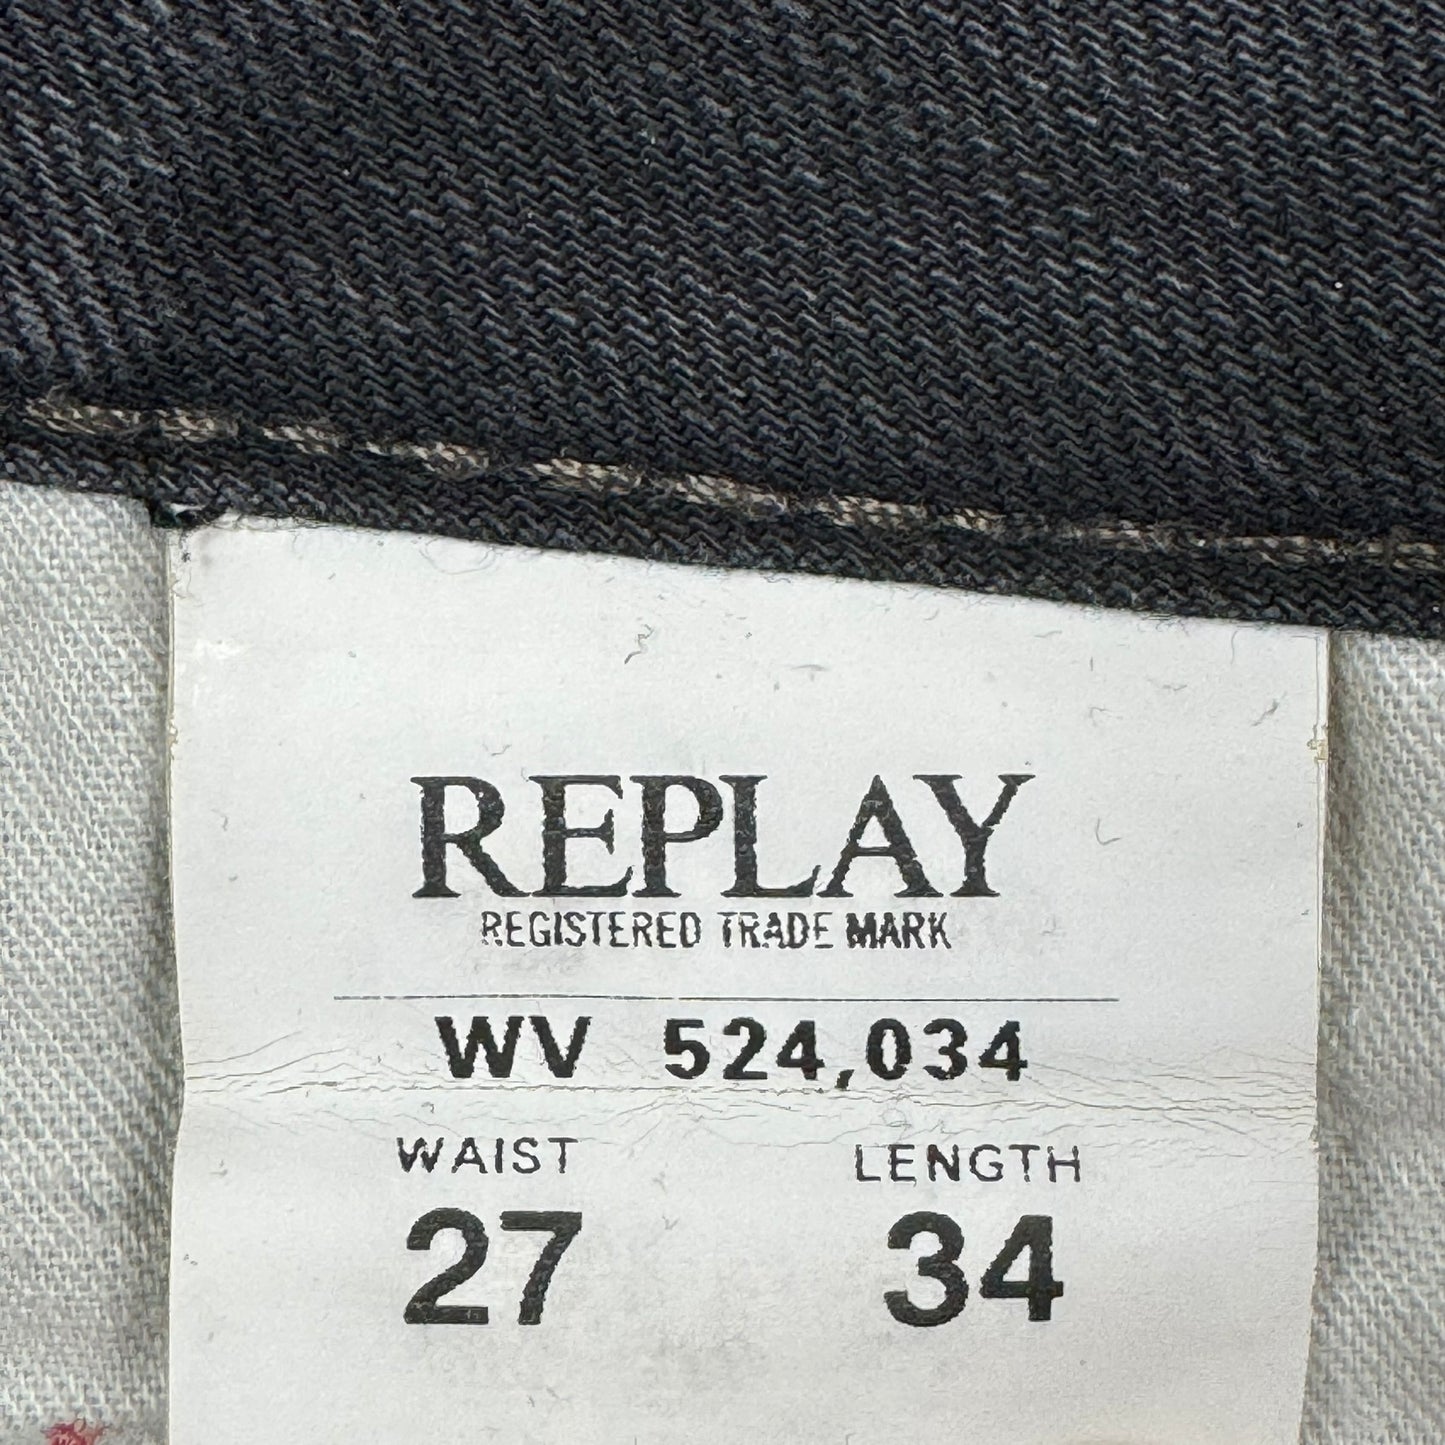 REPLAY
REGISTERED TRADE MARK
WV 524,034
WAIST LENGTH
27 34